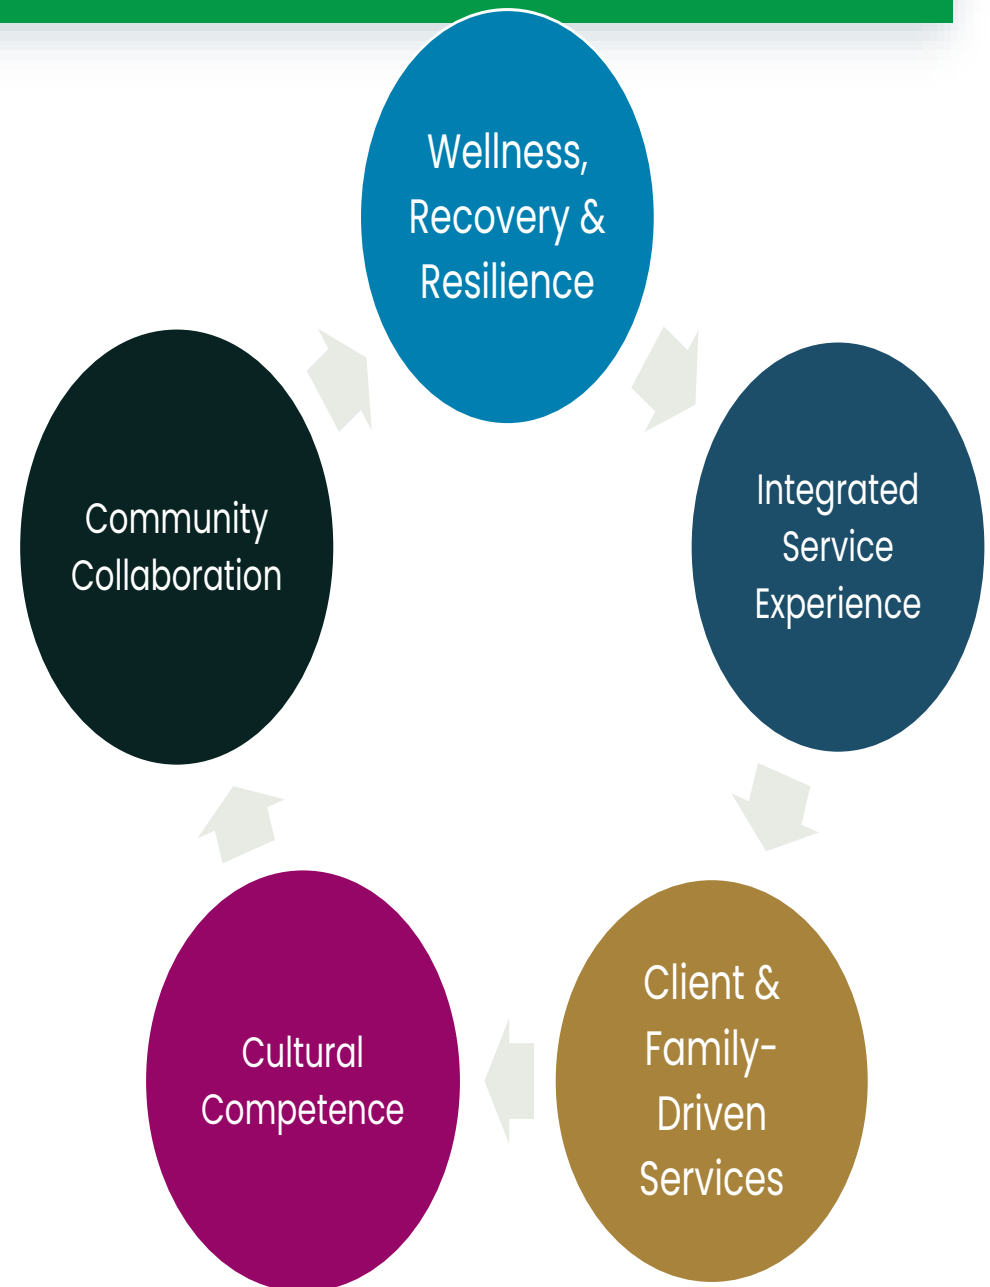 Wellness,
Recovery &
Resilience
Integrated
Service
Experience
Client &
Family-
Driven
Services
Cultural
Competence
Community
Collaboration